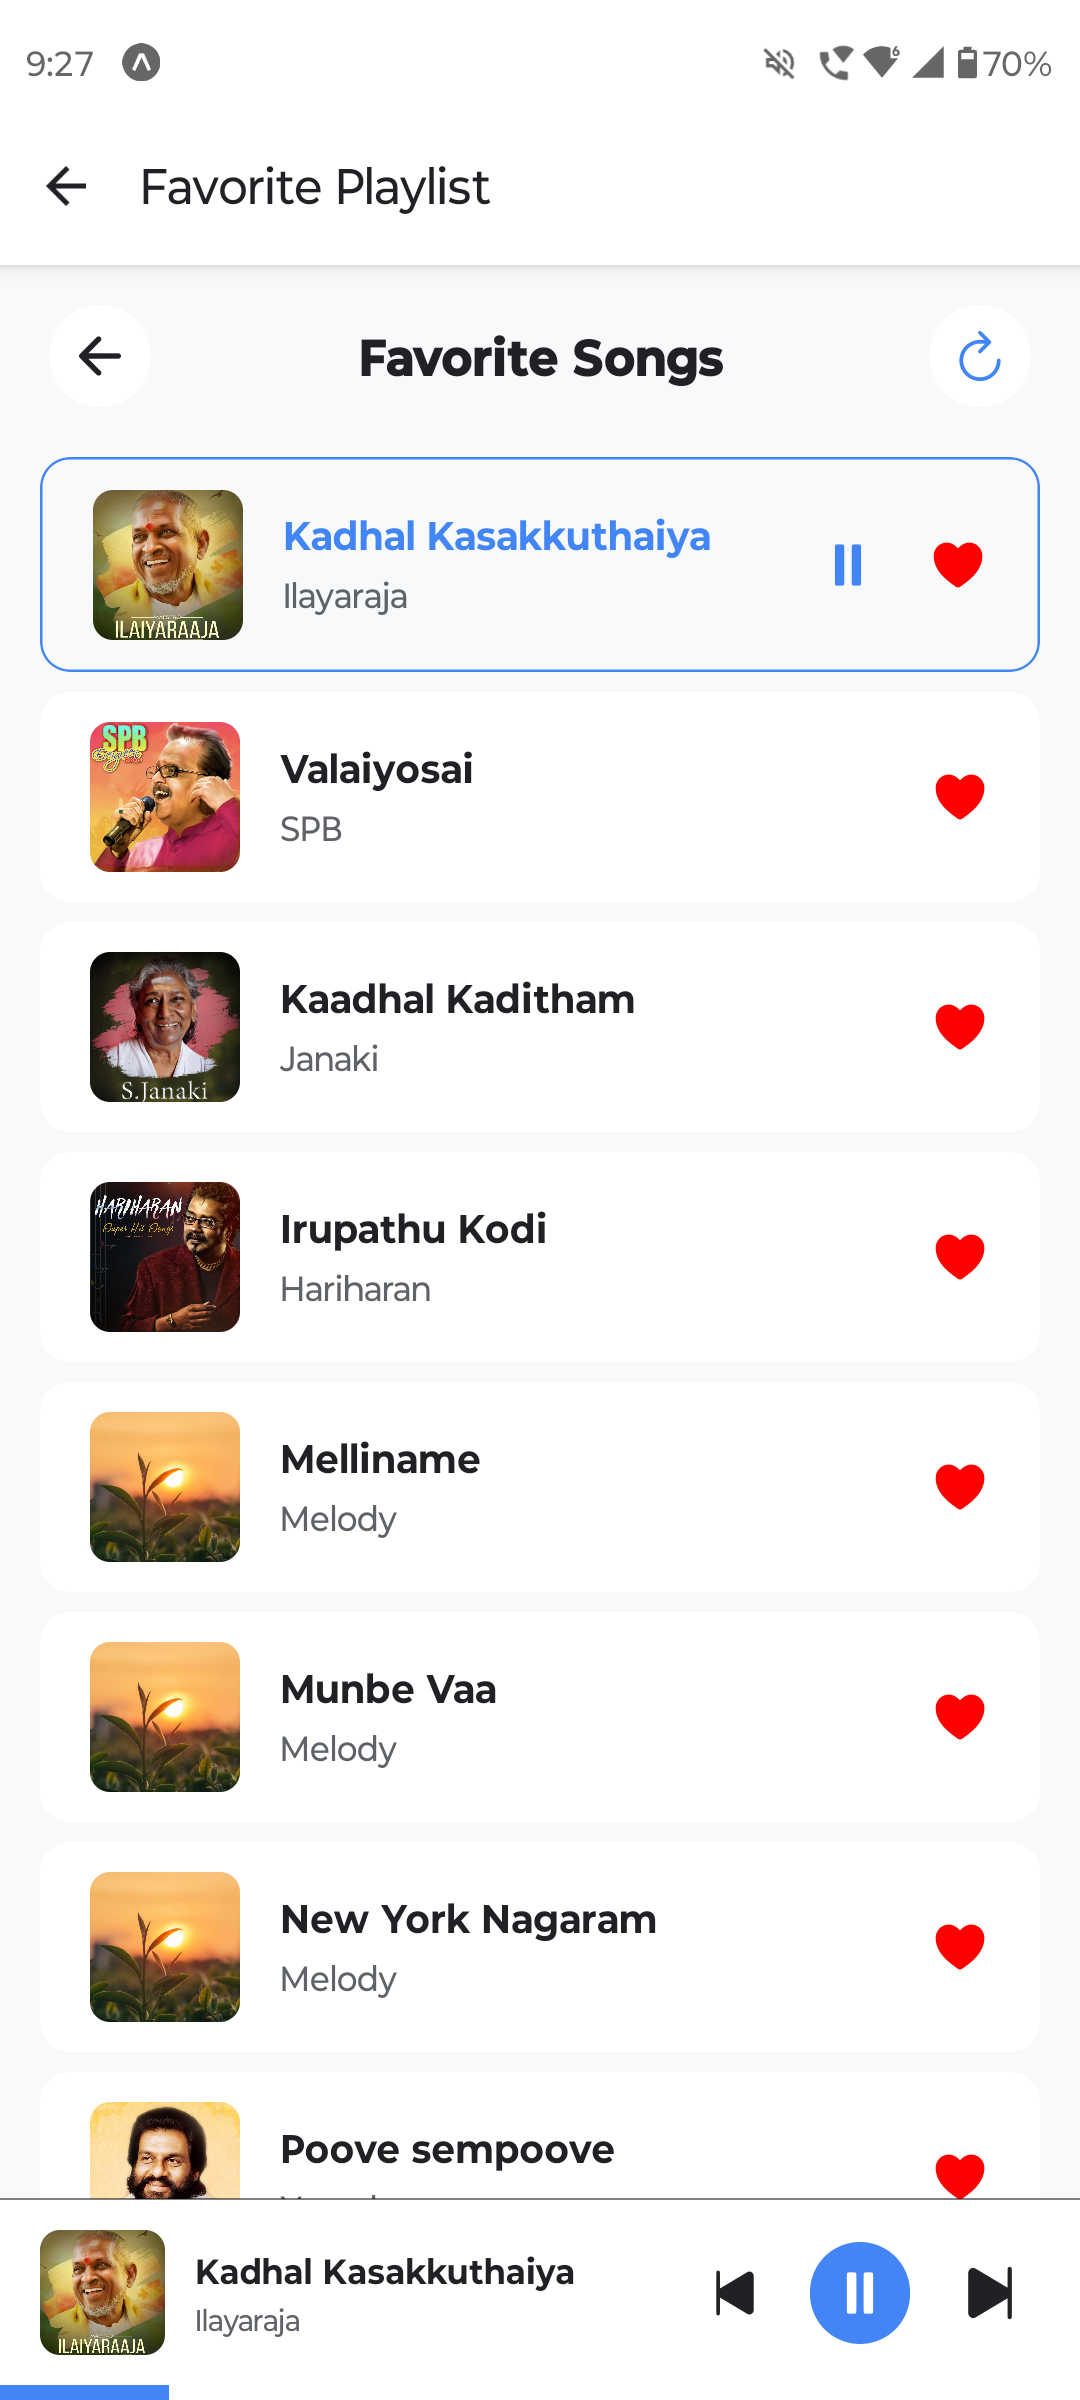 9:27
70%
Favorite Playlist
Favorite Songs
Kadhal Kasakkuthaiya
Ilayaraja
ILAIYARAAJA
Valaiyosai
SPB
SPB
Kaadhal Kaditham
Janaki
S.Janaki
Irupathu Kodi
Hariharan
HARIHARAN
Super Hit Songs
Melliname
Melody
Munbe Vaa
Melody
New York Nagaram
Melody
Poove sempoove
Kadhal Kasakkuthaiya
Ilayaraja
ILAIYARAAJA